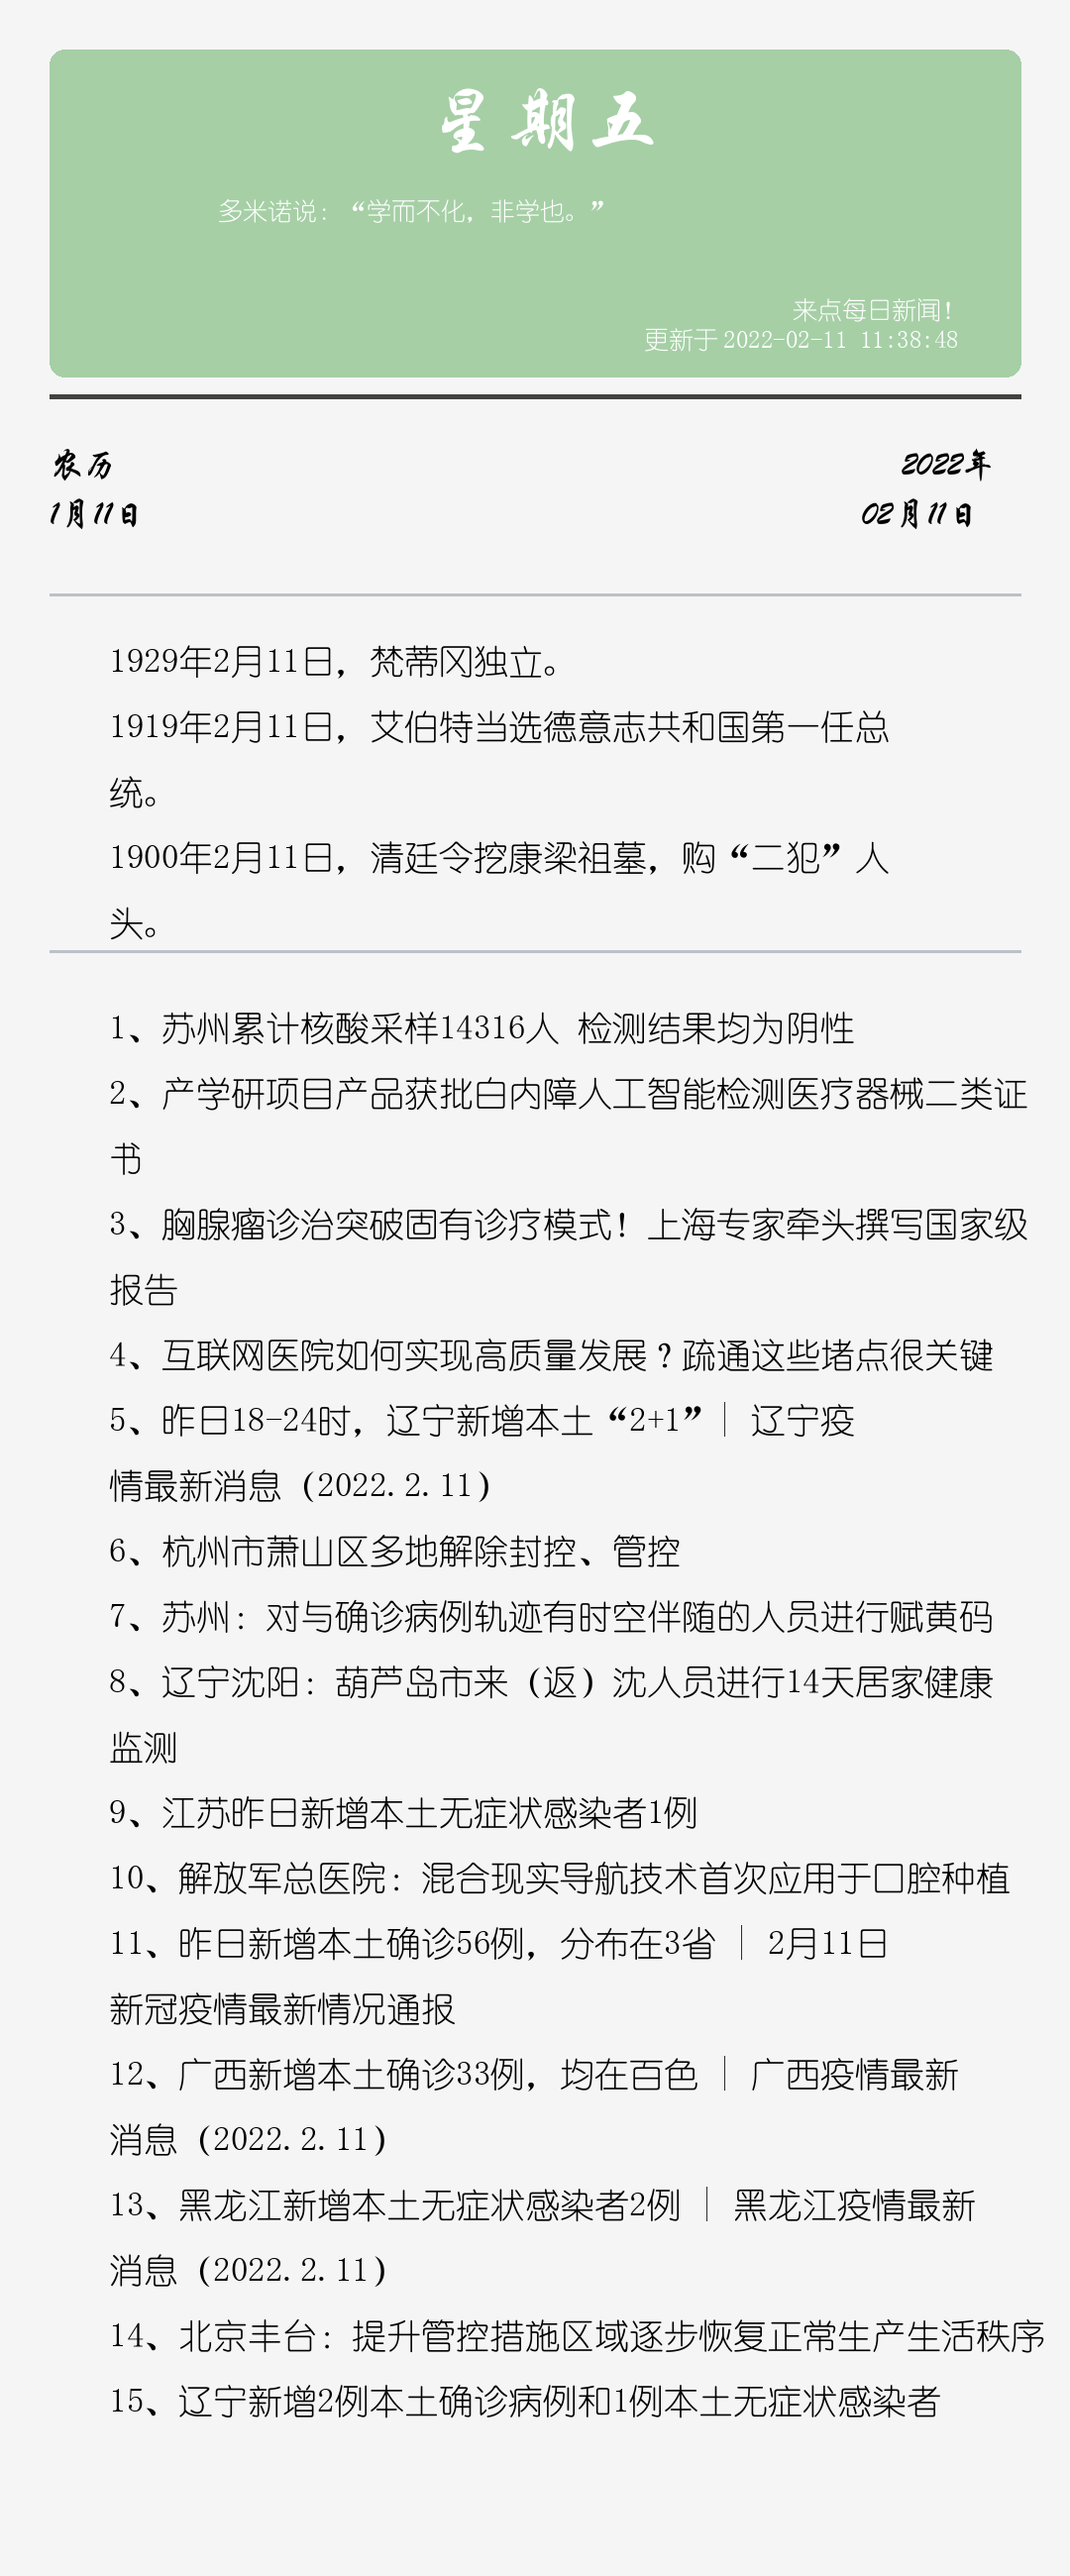 星期五
多米诺说：“学而不化，非学也。”
来点每日新闻！
更新于 2022-02-11 11:38:48
农历
2022年
1月11日
02月11日
1929年2月11日，梵蒂冈独立。
1919年2月11日，艾伯特当选德意志共和国第一任总
统。
1900年2月11日，清廷令挖康梁祖墓，购“二犯”人
头。
1、苏州累计核酸采样14316人 检测结果均为阴性
2、产学研项目产品获批白内障人工智能检测医疗器械二类证
书
3、胸腺瘤诊治突破固有诊疗模式！上海专家牵头撰写国家级
报告
4、互联网医院如何实现高质量发展？疏通这些堵点很关键
5、昨日18-24时，辽宁新增本土“2+1”｜ 辽宁疫
情最新消息（2022.2.11）
6、杭州市萧山区多地解除封控、管控
7、苏州：对与确诊病例轨迹有时空伴随的人员进行赋黄码
8、辽宁沈阳：葫芦岛市来（返）沈人员进行14天居家健康
监测
9、江苏昨日新增本土无症状感染者1例
10、解放军总医院：混合现实导航技术首次应用于口腔种植
11、昨日新增本土确诊56例，分布在3省 ｜ 2月11日
新冠疫情最新情况通报
12、广西新增本土确诊33例，均在百色 ｜ 广西疫情最新
消息（2022.2.11）
13、黑龙江新增本土无症状感染者2例 ｜ 黑龙江疫情最新
消息（2022.2.11）
14、北京丰台：提升管控措施区域逐步恢复正常生产生活秩序
15、辽宁新增2例本土确诊病例和1例本土无症状感染者